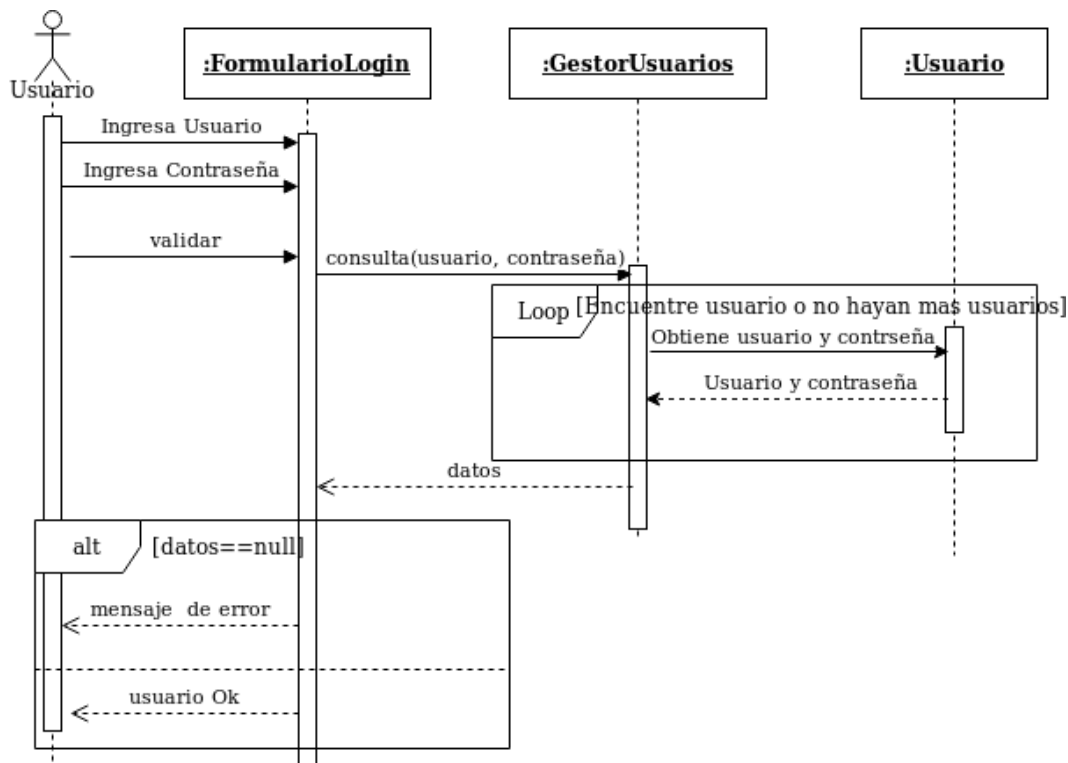 Usuario
:FormularioLogin
:GestorUsuarios
:Usuario
Ingresa Usuario
Ingresa Contraseña
validar
consulta(usuario, contraseña)
Loop [Encuentre usuario o no hayan mas usuarios]
Obtiene usuario y contrseña
Usuario y contraseña
datos
alt [datos==null]
mensaje de error
usuario Ok